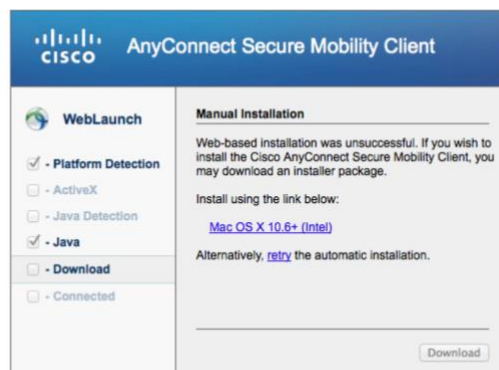 CISCO
AnyConnect Secure Mobility Client
WebLaunch
- Platform Detection
- ActiveX
- Java Detection
- Java
- Download
- Connected
Manual Installation
Web-based installation was unsuccessful. If you wish to
install the Cisco AnyConnect Secure Mobility Client, you
may download an installer package.
Install using the link below:
Mac OS X 10.6+ (Intel)
Alternatively, retry the automatic installation.
Download